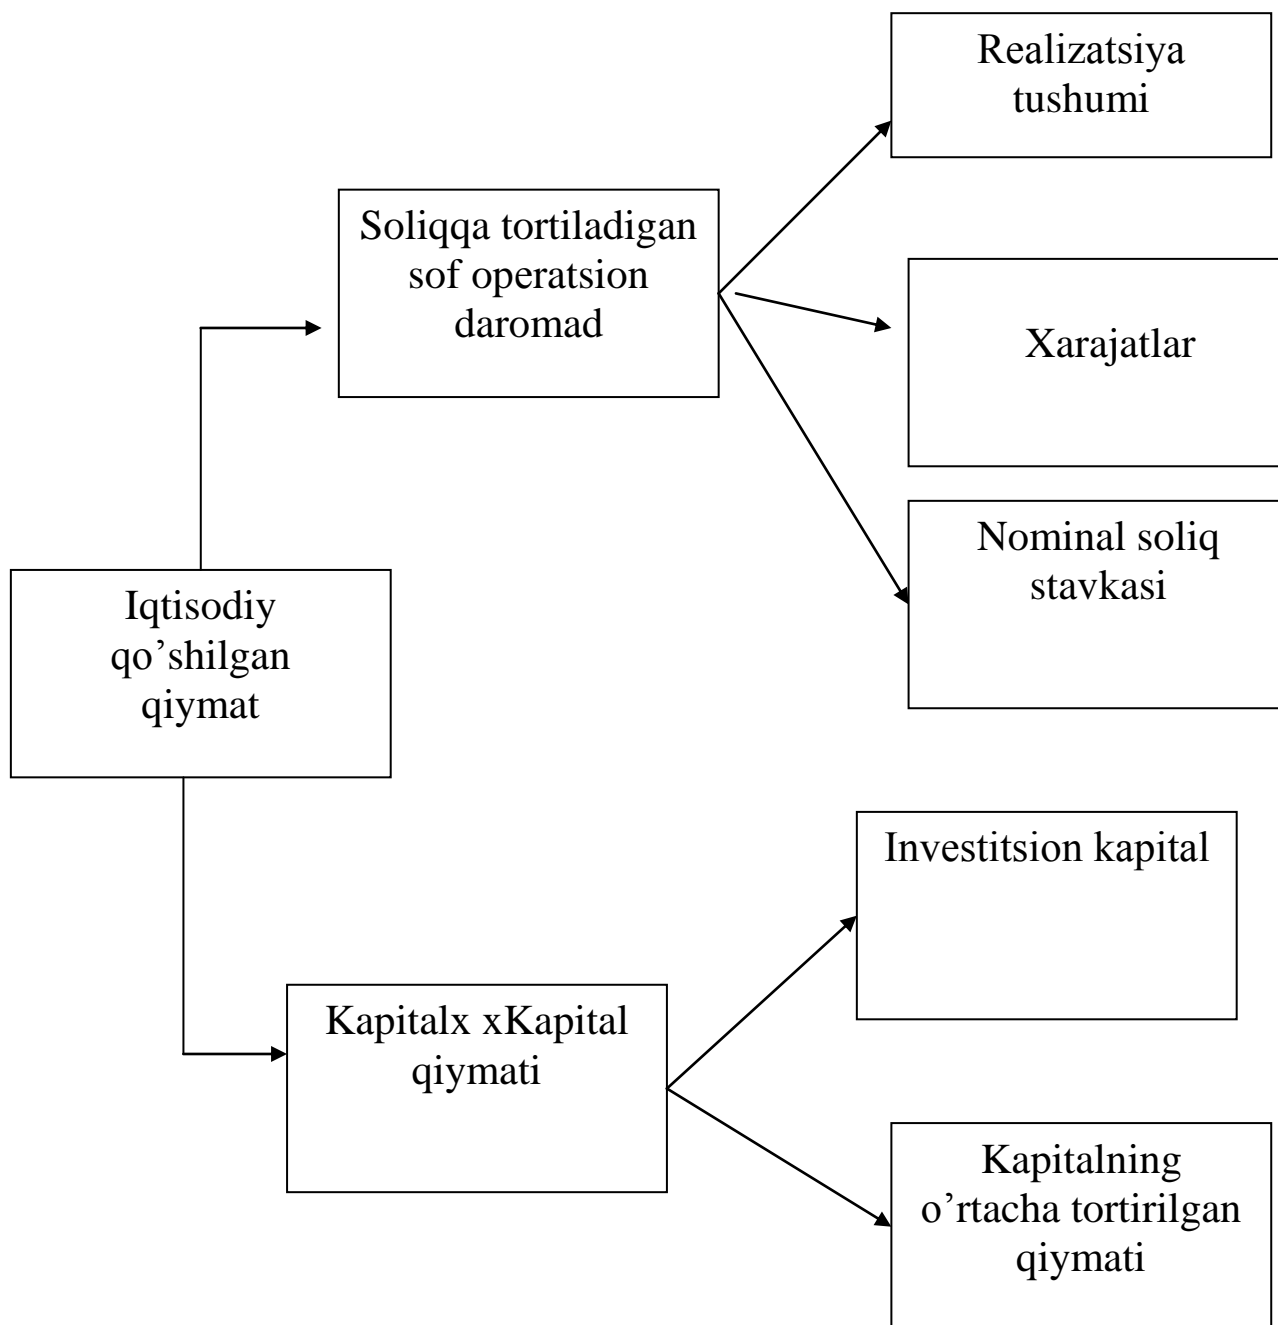 Realizatsiya
tushumi
Soliqqa tortiladigan
sof operatsion
daromad
Xarajatlar
Nominal soliq
stavkasi
Iqtisodiy
qo’shilgan
qiymat
Investitsion kapital
Kapitalx xKapital
qiymati
Kapitalning
o’rtacha tortirilgan
qiymati